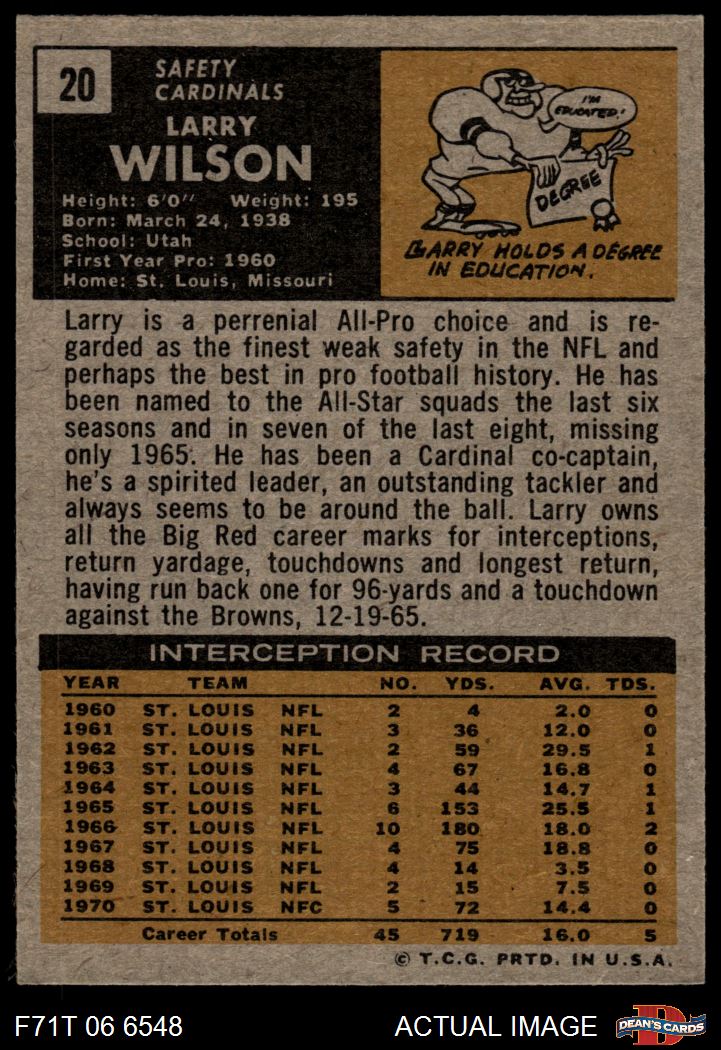 20
SAFETY
CARDINALS
LARRY
WILSON
Height: 6'0" Weight: 195
Born: March 24, 1938
School: Utah
First Year Pro: 1960
Home: St. Louis, Missouri
I'M
EDUCATED!
DEGREE
LARRY HOLDS A DEGREE
IN EDUCATION.
Larry is a perrenial All-Pro choice and is re-
garded as the finest weak safety in the NFL and
perhaps the best in pro football history. He has
been named to the All-Star squads the last six
seasons and in seven of the last eight, missing
only 1965. He has been a Cardinal co-captain,
he's a spirited leader, an outstanding tackler and
always seems to be around the ball. Larry owns
all the Big Red career marks for interceptions,
return yardage, touchdowns and longest return,
having run back one for 96-yards and a touchdown
against the Browns, 12-19-65.
INTERCEPTION RECORD
YEAR TEAM NO. YDS. AVG. TDS.
1960 ST. LOUIS NFL 2 4 2.0 0
1961 ST. LOUIS NFL 3 36 12.0 0
1962 ST. LOUIS NFL 2 59 29.5 1
1963 ST. LOUIS NFL 4 67 16.8 0
1964 ST. LOUIS NFL 3 44 14.7 1
1965 ST. LOUIS NFL 6 153 25.5 1
1966 ST. LOUIS NFL 10 180 18.0 2
1967 ST. LOUIS NFL 4 75 18.8 0
1968 ST. LOUIS NFL 4 14 3.5 0
1969 ST. LOUIS NFL 2 15 7.5 0
1970 ST. LOUIS NFC 5 72 14.4 0
Career Totals 45 719 16.0 5
© T.C.G. PRTD. IN U.S.A.
F71T 06 6548 ACTUAL IMAGE D DEAN'S CARDS